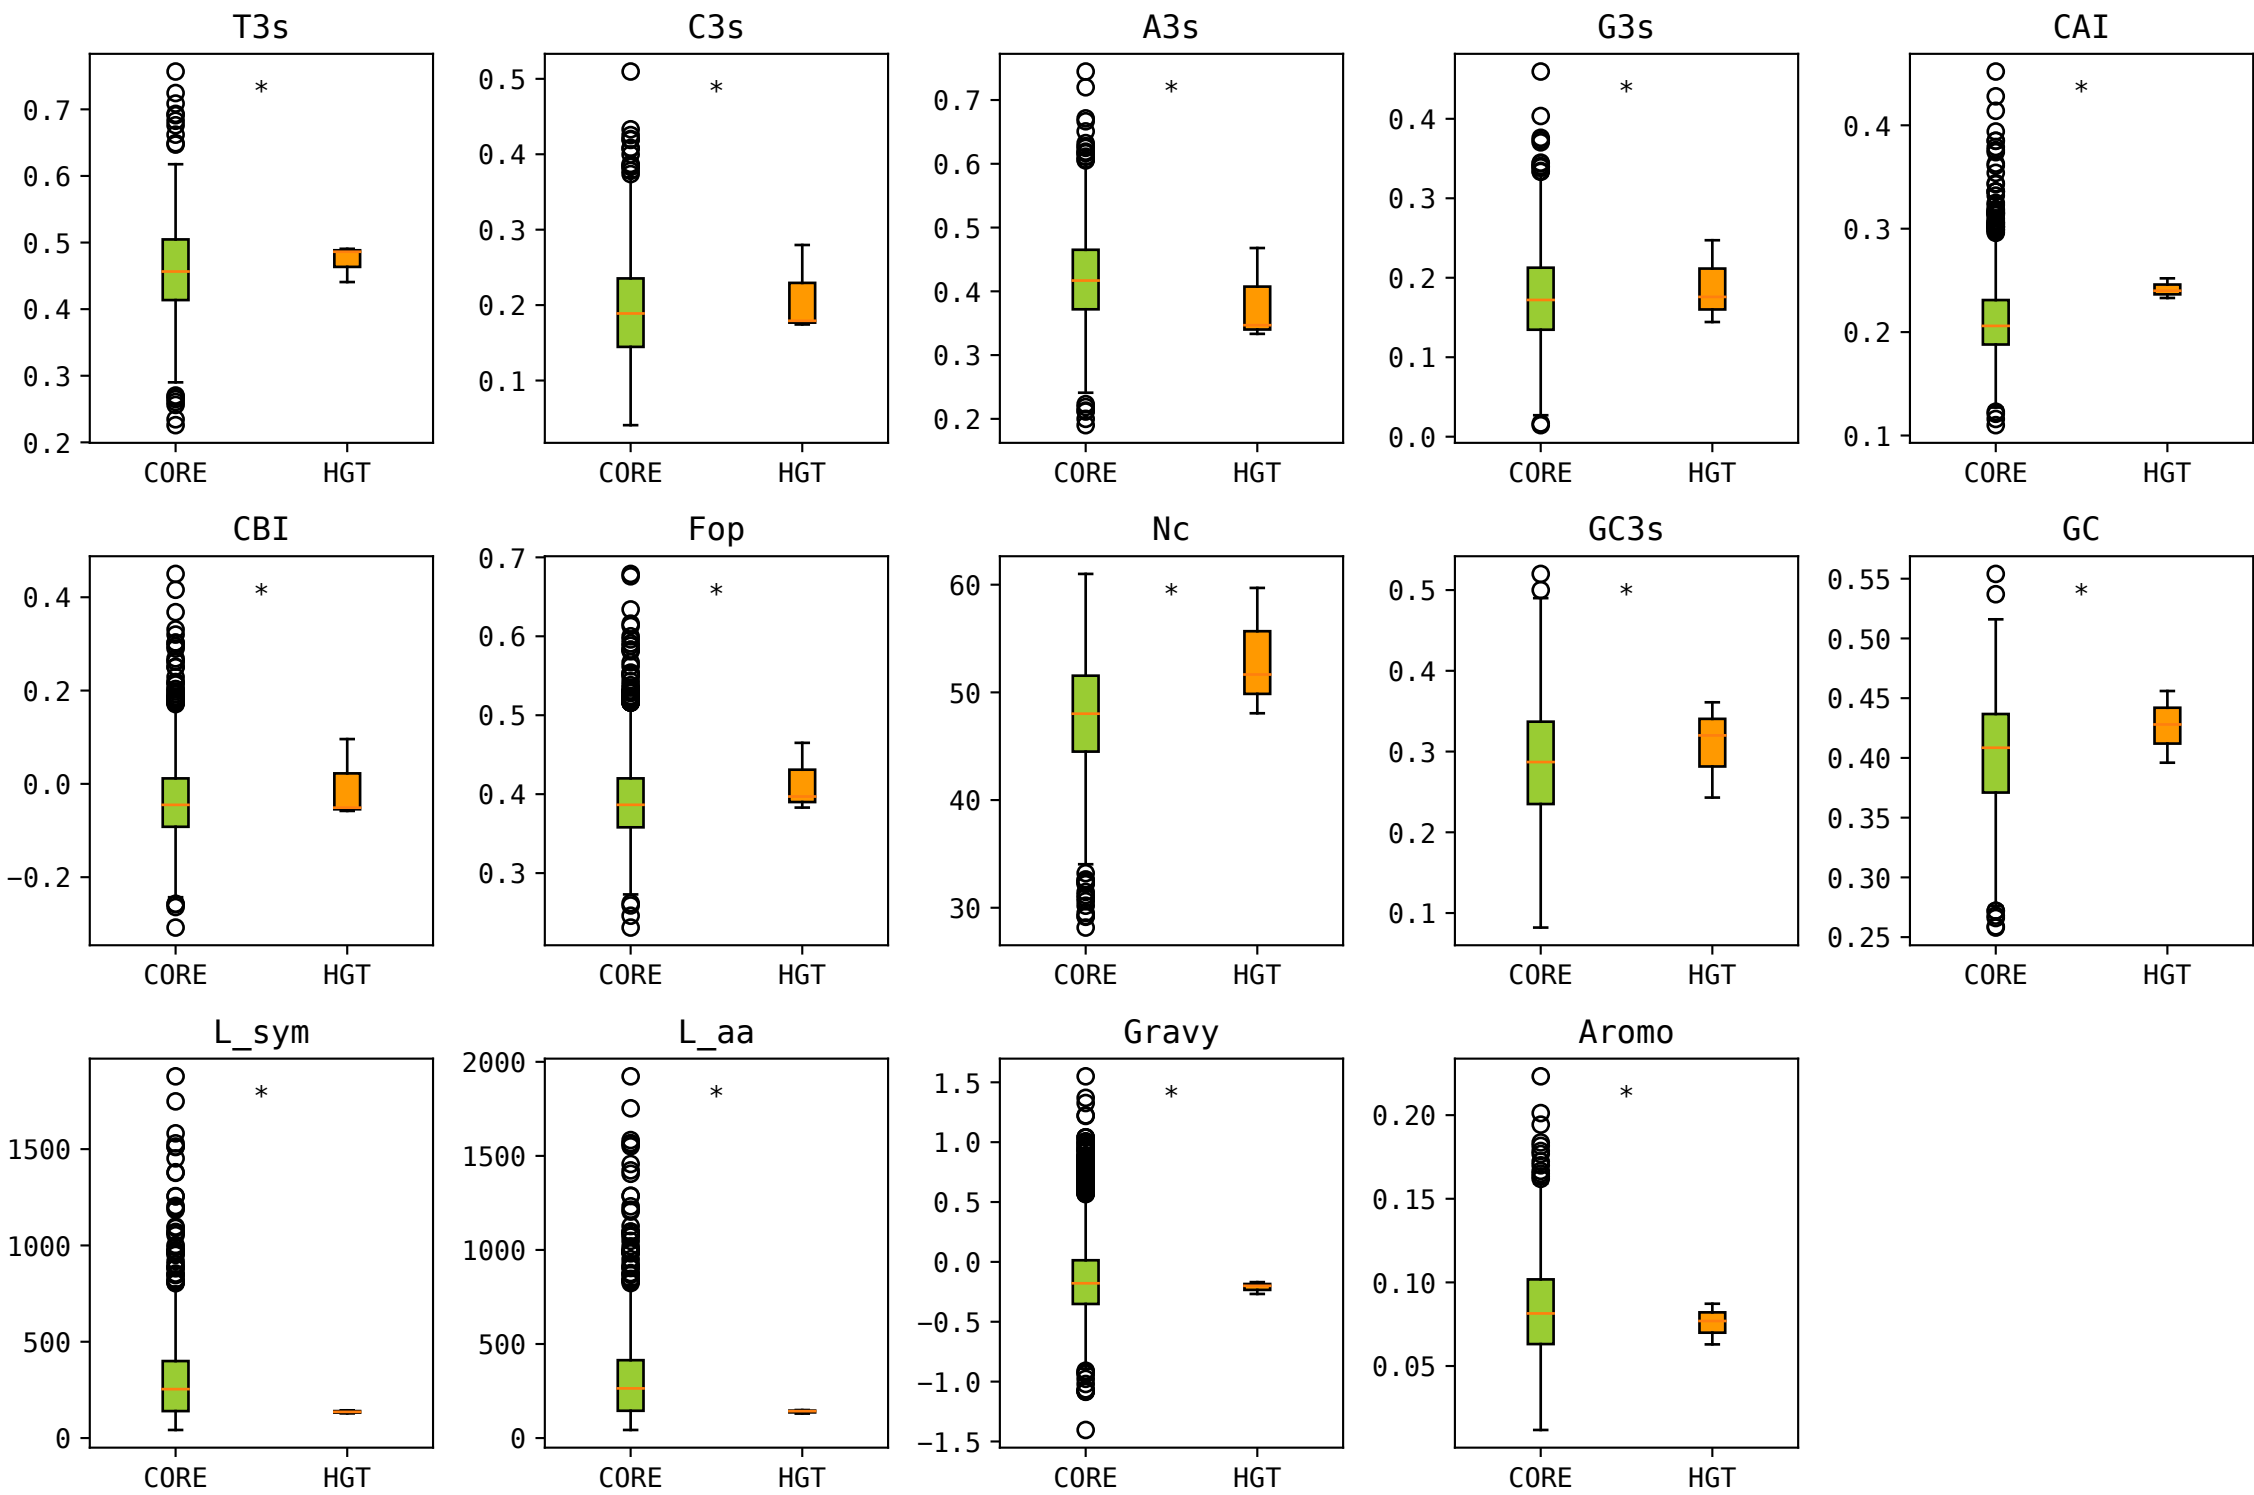 T3s C3s A3s G3s CAI
* * * * *
0.7 0.6 0.5 0.4 0.3 0.2
0.5 0.4 0.3 0.2 0.1
0.7 0.6 0.5 0.4 0.3 0.2
0.4 0.3 0.2 0.1 0.0
0.4 0.3 0.2 0.1
CORE HGT CORE HGT CORE HGT CORE HGT CORE HGT
CBI Fop Nc GC3s GC
* * * * *
0.4 0.2 0.0 −0.2
0.7 0.6 0.5 0.4 0.3
60 50 40 30
0.5 0.4 0.3 0.2 0.1
0.55 0.50 0.45 0.40 0.35 0.30 0.25
CORE HGT CORE HGT CORE HGT CORE HGT CORE HGT
L_sym L_aa Gravy Aromo
* * * *
1500 1000 500 0
2000 1500 1000 500 0
1.5 1.0 0.5 0.0 −0.5 −1.0 −1.5
0.20 0.15 0.10 0.05
CORE HGT CORE HGT CORE HGT CORE HGT